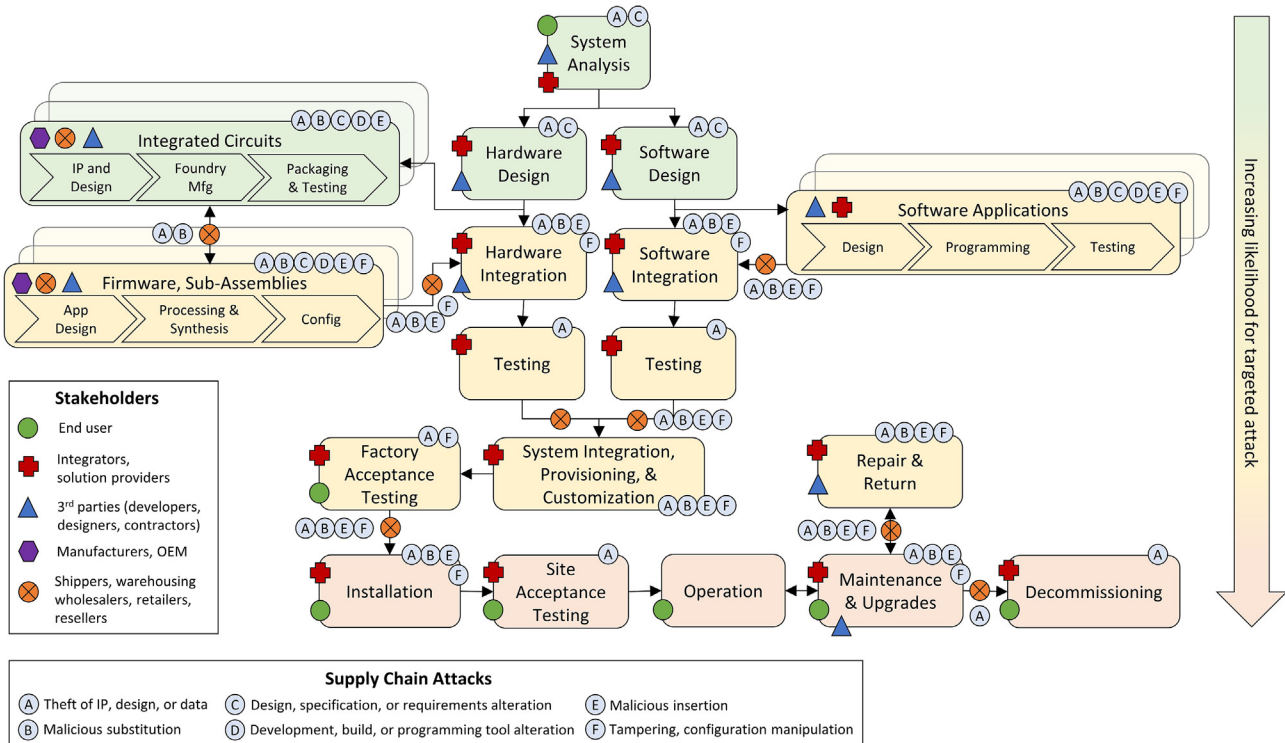 A C
System
Analysis
A B C D E
Integrated Circuits
IP and
Design
Foundry
Mfg
Packaging
& Testing
A C
Hardware
Design
A C
Software
Design
A B C D E F
Software Applications
Design
Programming
Testing
A B
A B C D E F
Firmware, Sub-Assemblies
App
Design
Processing &
Synthesis
Config
A B E
F
A B E
F
Hardware
Integration
A B E
F
Software
Integration
A B E F
A
Testing
A
Testing
A B E F
A F
Factory
Acceptance
Testing
System Integration,
Provisioning, &
Customization
A B E F
A B E F
Repair &
Return
A B E F
A B E F
A B E
F
Installation
A
Site
Acceptance
Testing
Operation
A B E
F
Maintenance
& Upgrades
A
A
Decommissioning
Increasing likelihood for targeted attack
Stakeholders
End user
Integrators,
solution providers
3rd parties (developers,
designers, contractors)
Manufacturers, OEM
Shippers, warehousing
wholesalers, retailers,
resellers
Supply Chain Attacks
A Theft of IP, design, or data
C Design, specification, or requirements alteration
E Malicious insertion
B Malicious substitution
D Development, build, or programming tool alteration
F Tampering, configuration manipulation